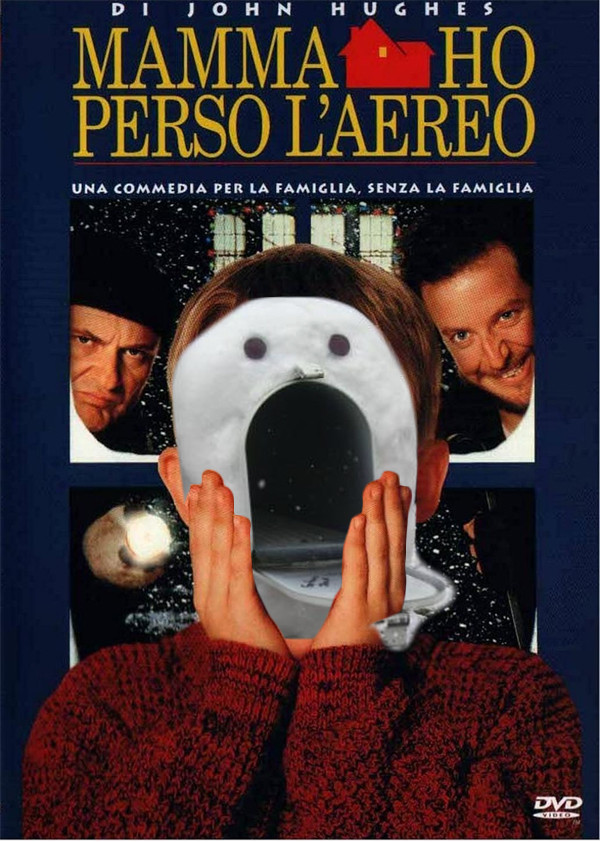 DI JOHN HUGHES
MAMMA HO
PERSO L'AEREO
UNA COMMEDIA PER LA FAMIGLIA, SENZA LA FAMIGLIA
DVD
VIDEO